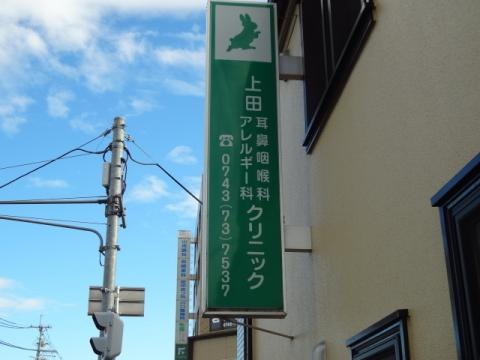 上田
耳鼻咽喉科
アレルギー科
クリニック
☎0743(73)7537